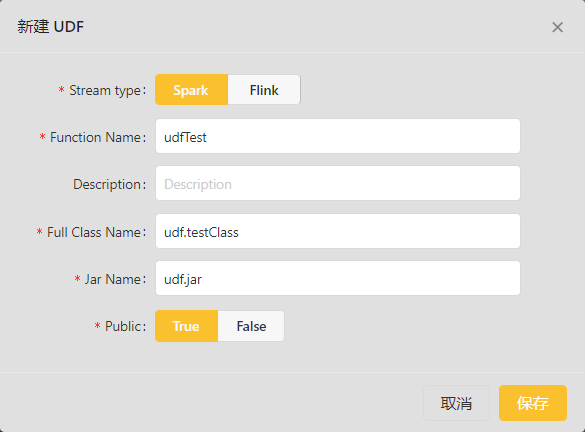 新建 UDF
* Stream type: Spark Flink
* Function Name: udfTest
Description: Description
* Full Class Name: udf.testClass
* Jar Name: udf.jar
* Public: True False
取消 保存